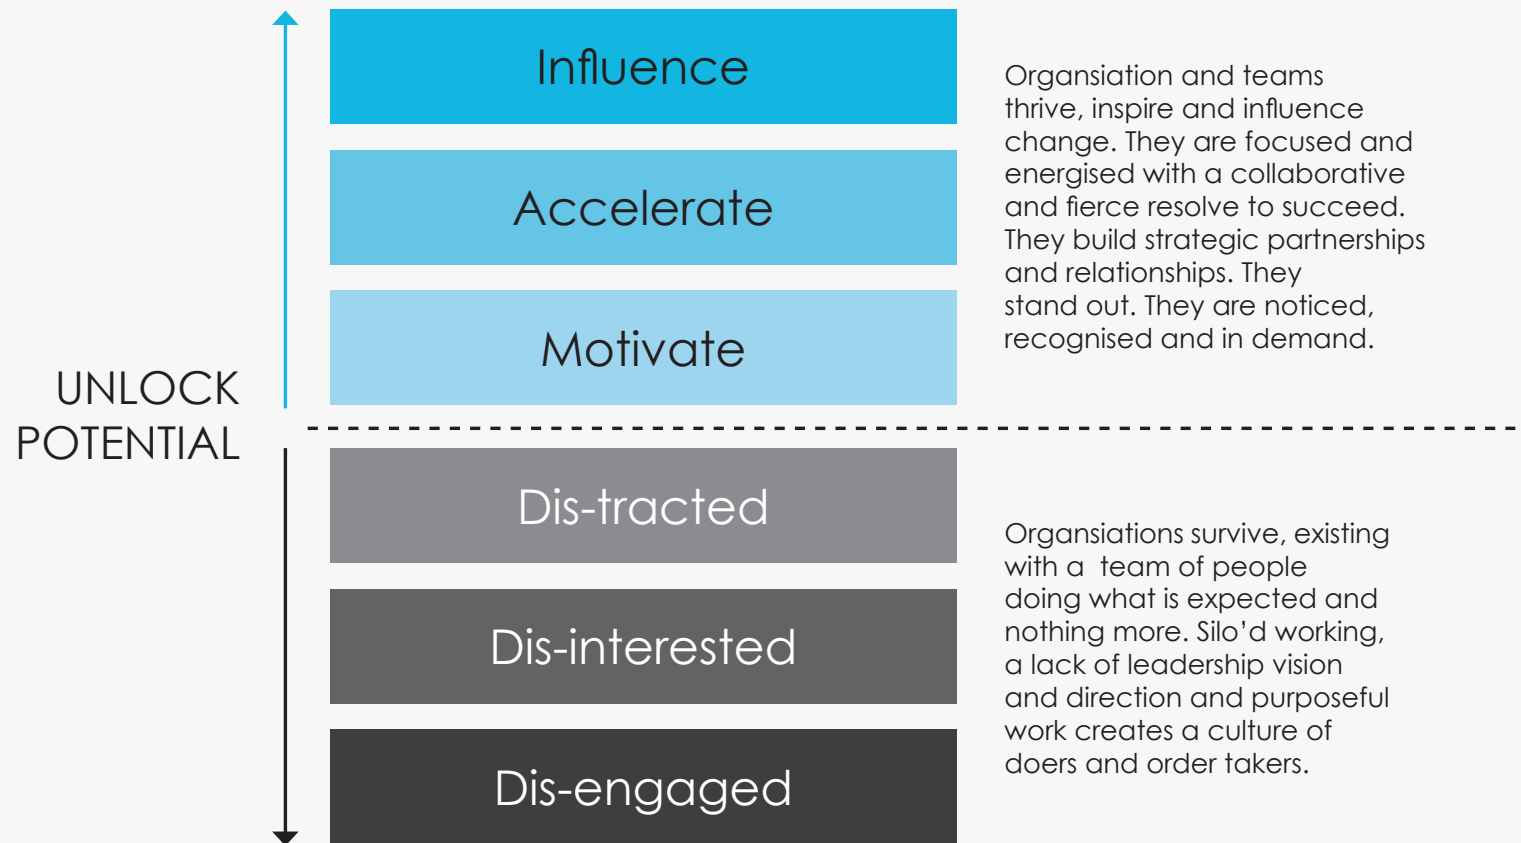 Influence
Accelerate
Motivate
Organsiation and teams
thrive, inspire and influence
change. They are focused and
energised with a collaborative
and fierce resolve to succeed.
They build strategic partnerships
and relationships. They
stand out. They are noticed,
recognised and in demand.
UNLOCK
POTENTIAL
Dis-tracted
Dis-interested
Dis-engaged
Organsiations survive, existing
with a  team of people
doing what is expected and
nothing more. Silo’d working,
a lack of leadership vision
and direction and purposeful
work creates a culture of
doers and order takers.